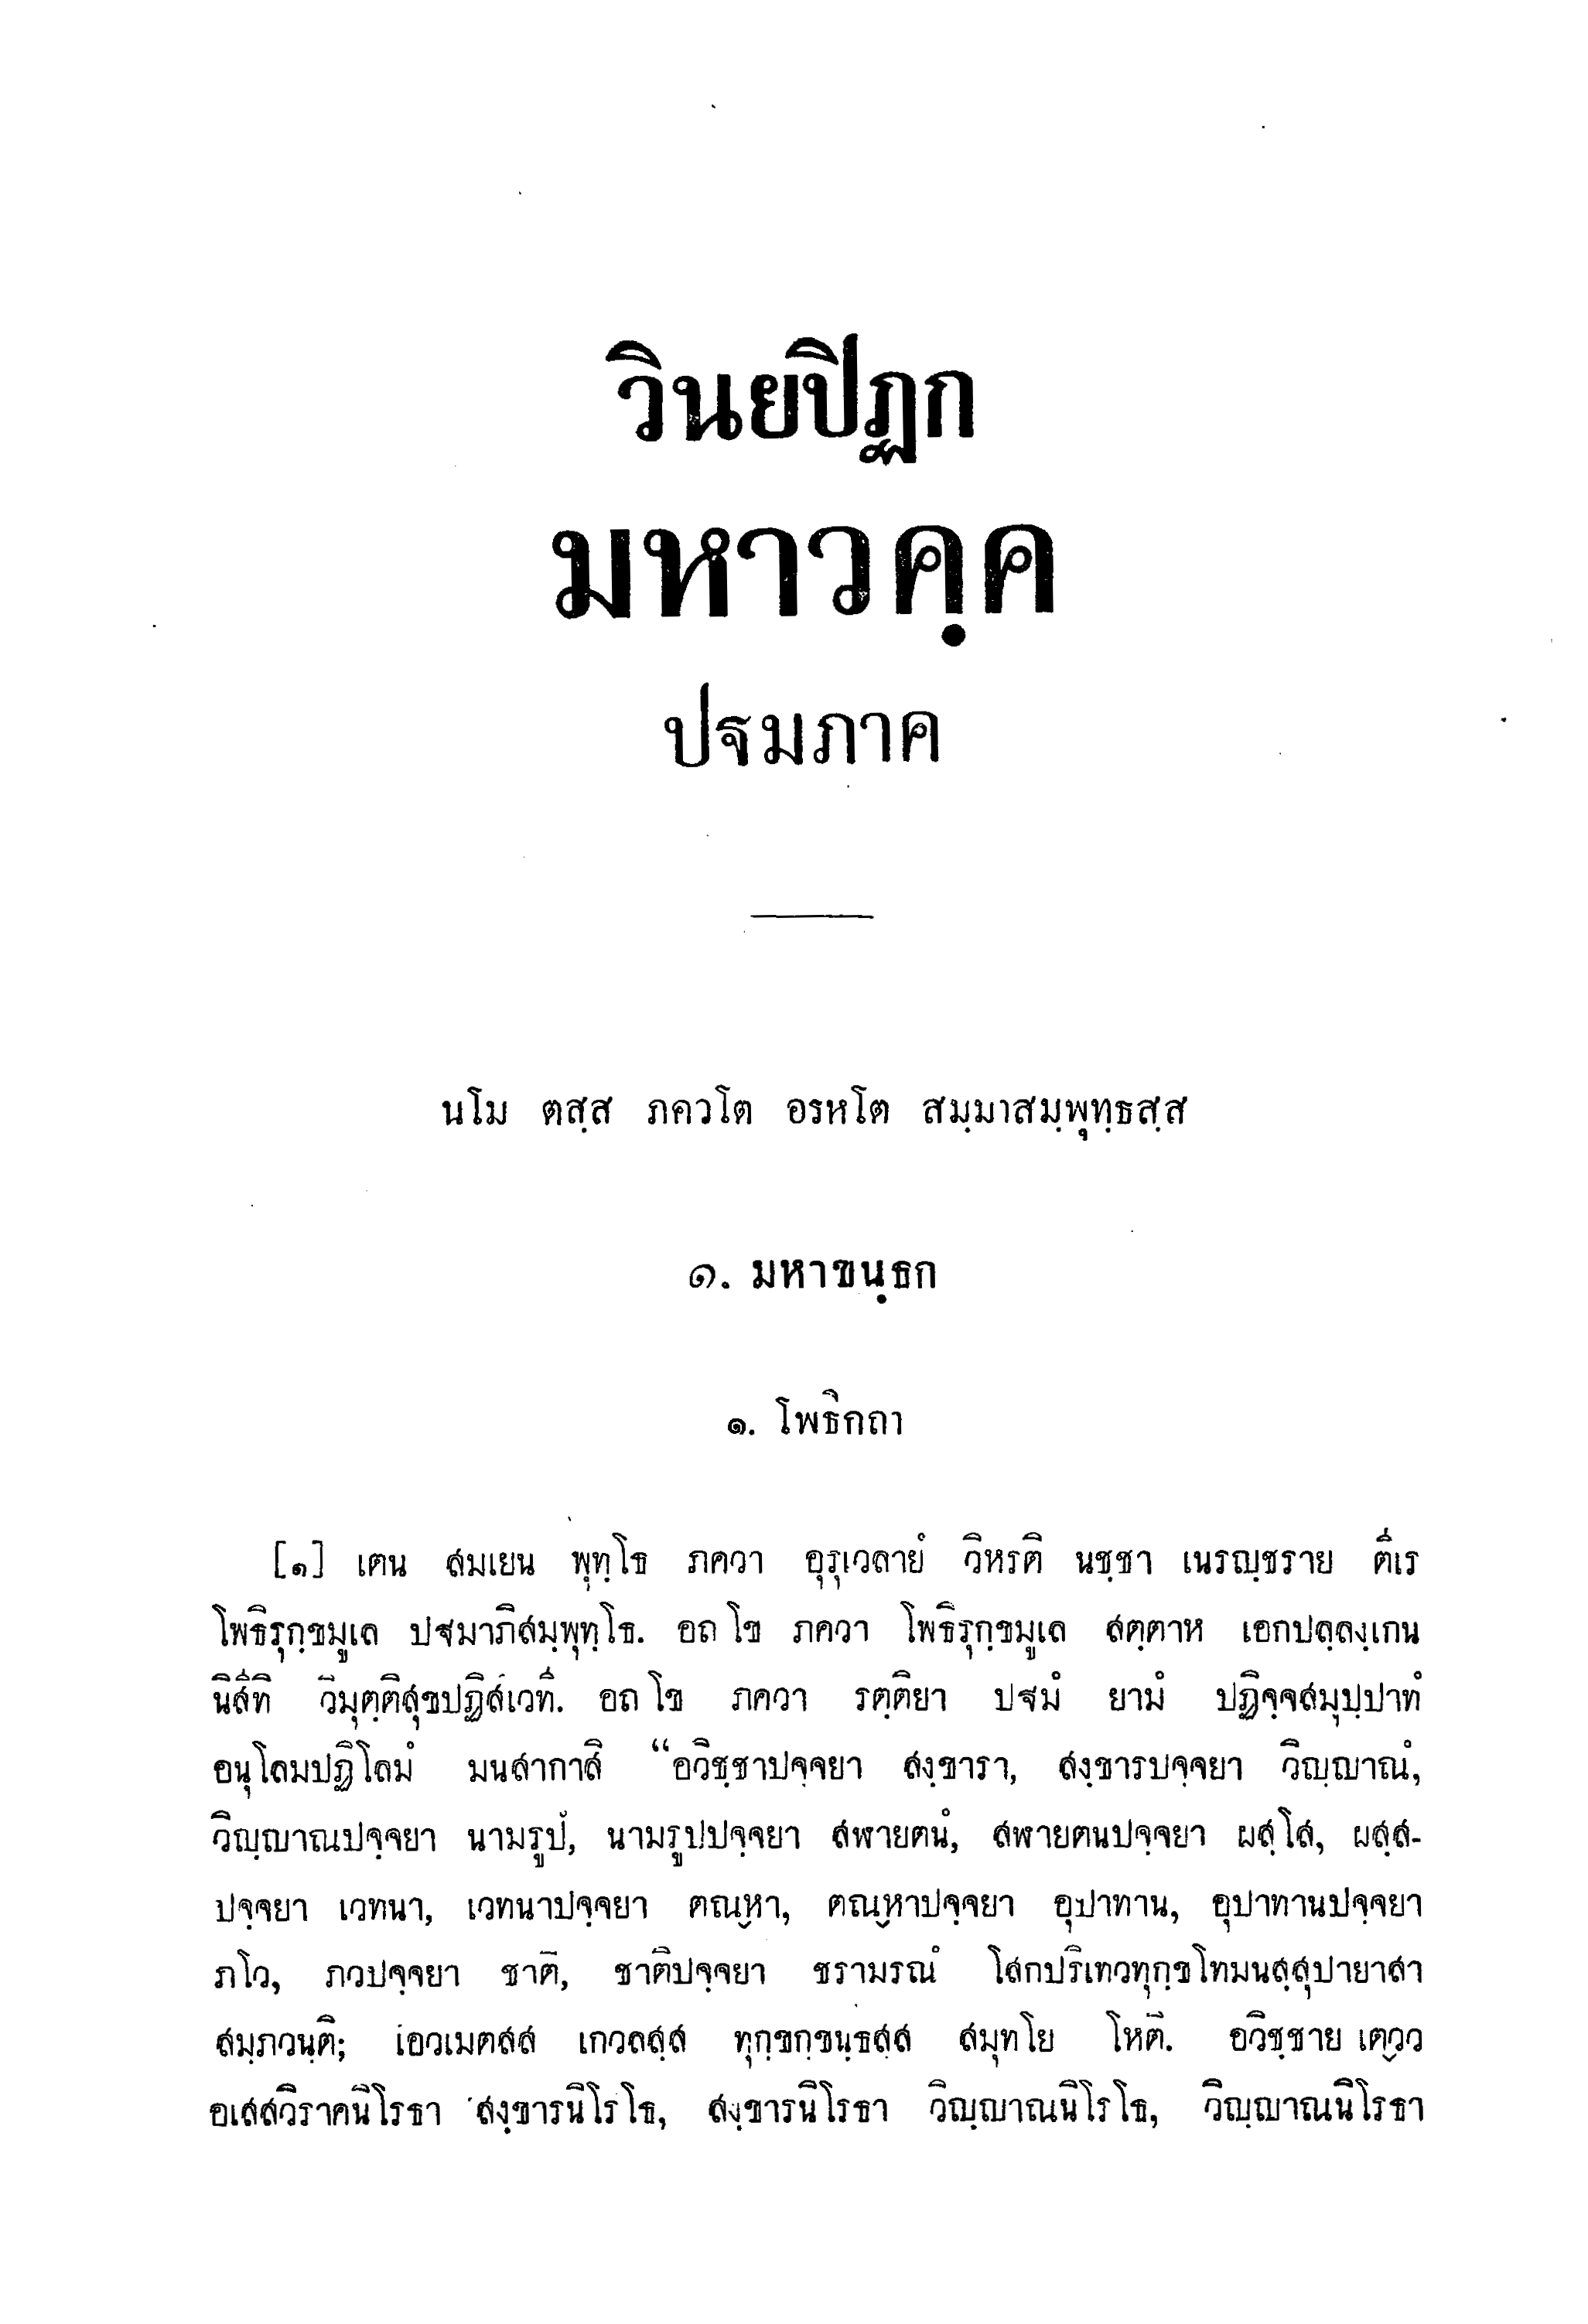 วินยปิฏก
มหาวคฺค
ปฐมภาค
นโม ตสฺส ภควโต อรหโต สมฺมาสมฺพุทฺธสฺส
๑. มหาขนฺธก
๑. โพธิกถา
[๑] เตน สมเยน พุทฺโธ ภควา อุรุเวลายํ วิหรติ นชฺชา เนรญฺชราย ตีเร
โพธิรุกฺขมูเล ปฐมาภิสมฺพุทฺโธ. อถ โข ภควา โพธิรุกฺขมูเล สตฺตาห เอกปลฺลงฺเกน
นิสีทิ วิมุตฺติสุขปฏิสํเวที. อถ โข ภควา รตฺติยา ปฐมํ ยามํ ปฏิจฺจสมุปฺปาทํ
อนุโลมปฏิโลมํ มนสากาสิ “อวิชฺชาปจฺจยา สงฺขารา, สงฺขารปจฺจยา วิญฺญาณํ,
วิญฺญาณปจฺจยา นามรูปํ, นามรูปปจฺจยา สฬายตนํ, สฬายตนปจฺจยา ผสฺโส, ผสฺส-
ปจฺจยา เวทนา, เวทนาปจฺจยา ตณฺหา, ตณฺหาปจฺจยา อุปาทาน, อุปาทานปจฺจยา
ภโว, ภวปจฺจยา ชาติ, ชาติปจฺจยา ชรามรณํ โสกปริเทวทุกฺขโทมนสฺสุปายาสา
สมฺภวนฺติ; เอวเมตสฺส เกวลสฺส ทุกฺขกฺขนฺธสฺส สมุทโย โหติ. อวิชฺชาย เตฺวว
อเสสวิราคนิโรธา สงฺขารนิโรโธ, สงฺขารนิโรธา วิญฺญาณนิโรโธ, วิญฺญาณนิโรธา